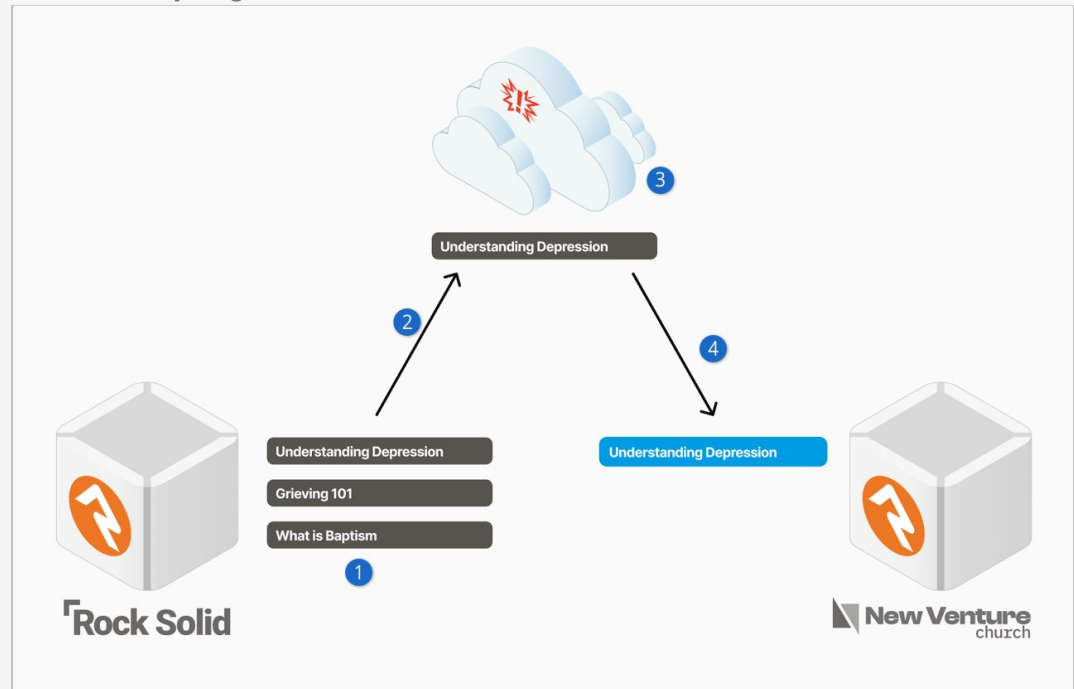 !
3
Understanding Depression
2
4
Understanding Depression
Grieving 101
What is Baptism
1
Understanding Depression
Rock Solid
New Venture
church